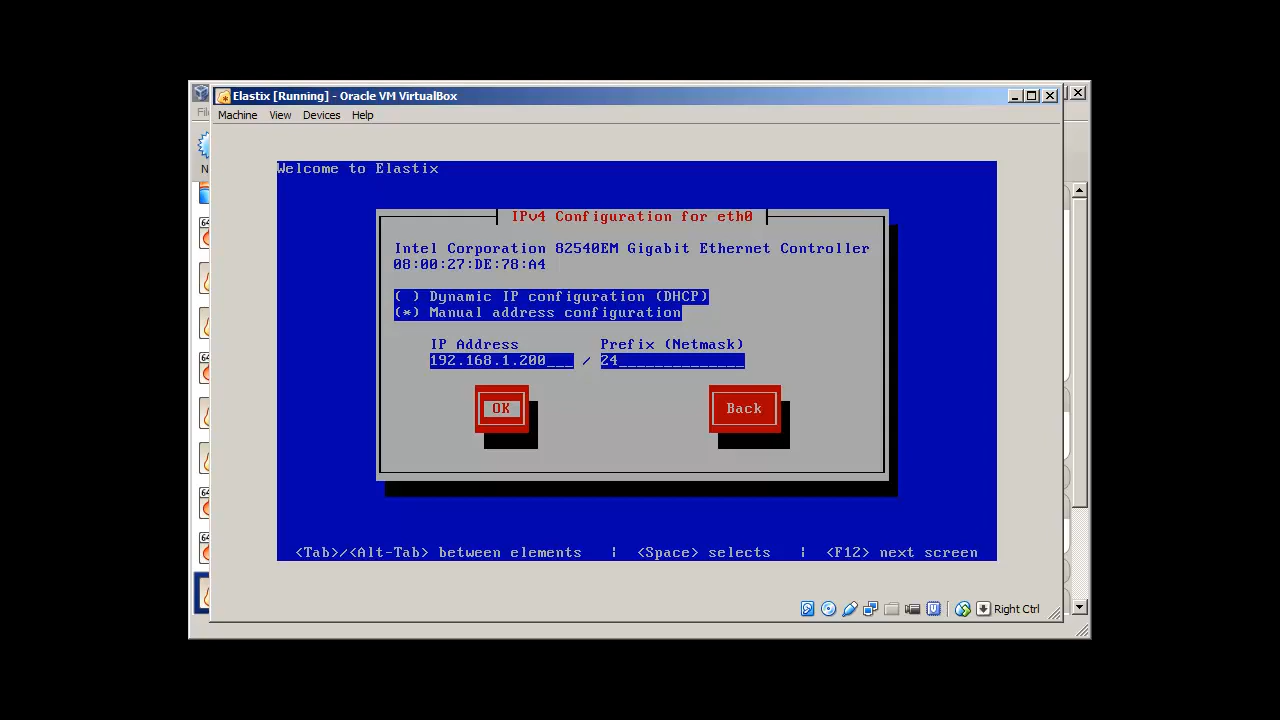 Elastix [Running] - Oracle VM VirtualBox
Machine View Devices Help
Welcome to Elastix
IPv4 Configuration for eth0
Intel Corporation 82540EM Gigabit Ethernet Controller
08:00:27:DE:78:A4
( ) Dynamic IP configuration (DHCP)
(*) Manual address configuration
IP Address Prefix (Netmask)
192.168.1.200___ / 24______________
OK Back
<Tab>/<Alt-Tab> between elements | <Space> selects | <F12> next screen
Right Ctrl